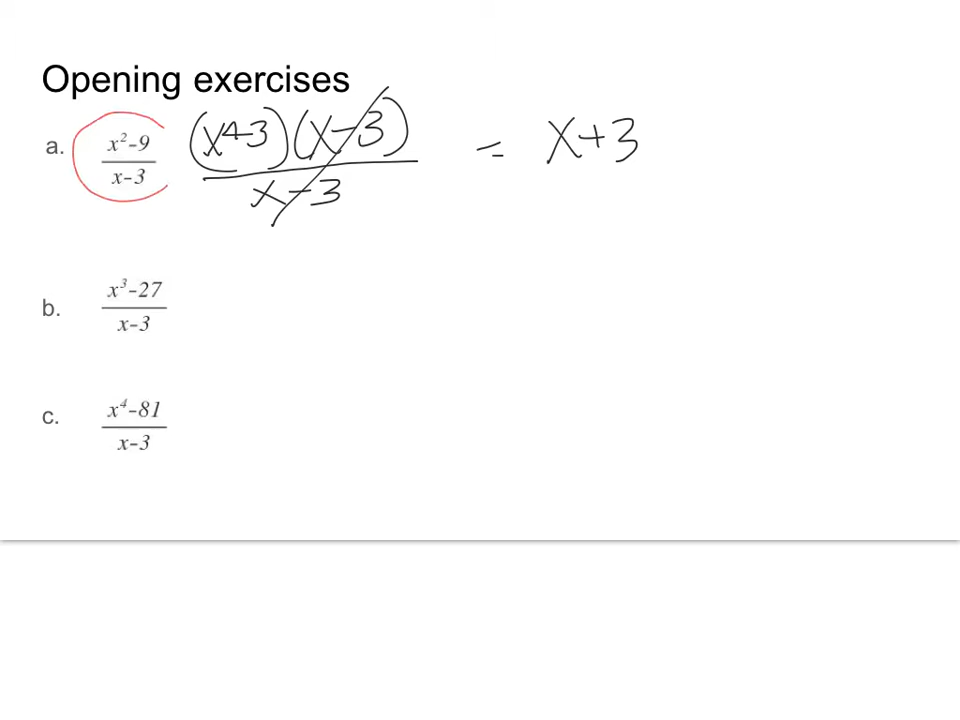 Opening exercises
a. x²-9 (x+3)(x-3) = x+3
x-3 x-3
b. x³-27
x-3
c. x⁴-81
x-3